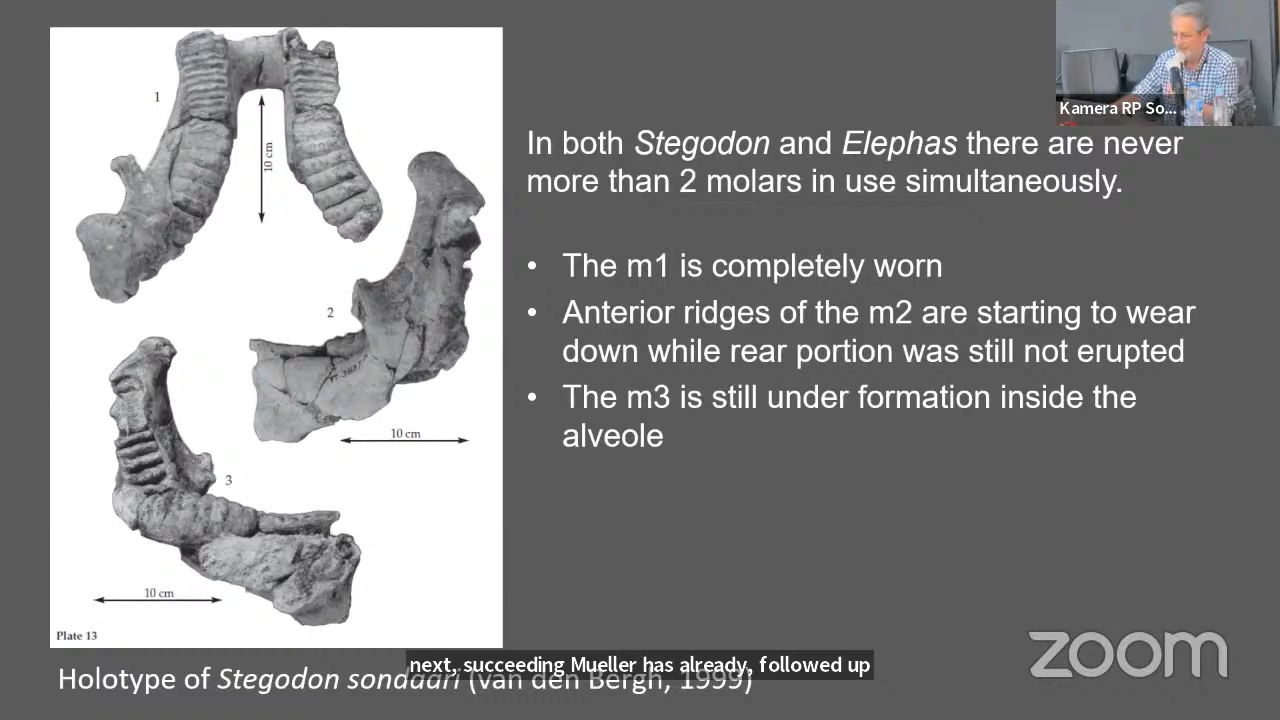 1
10 cm
2
VT-3837
10 cm
3
10 cm
Plate 13
Kamera RP So...
In both Stegodon and Elephas there are never
more than 2 molars in use simultaneously.
• The m1 is completely worn
• Anterior ridges of the m2 are starting to wear
down while rear portion was still not erupted
• The m3 is still under formation inside the
alveole
next, succeeding Mueller has already, followed up
Holotype of Stegodon sondaari (van den Bergh, 1999)
zoom